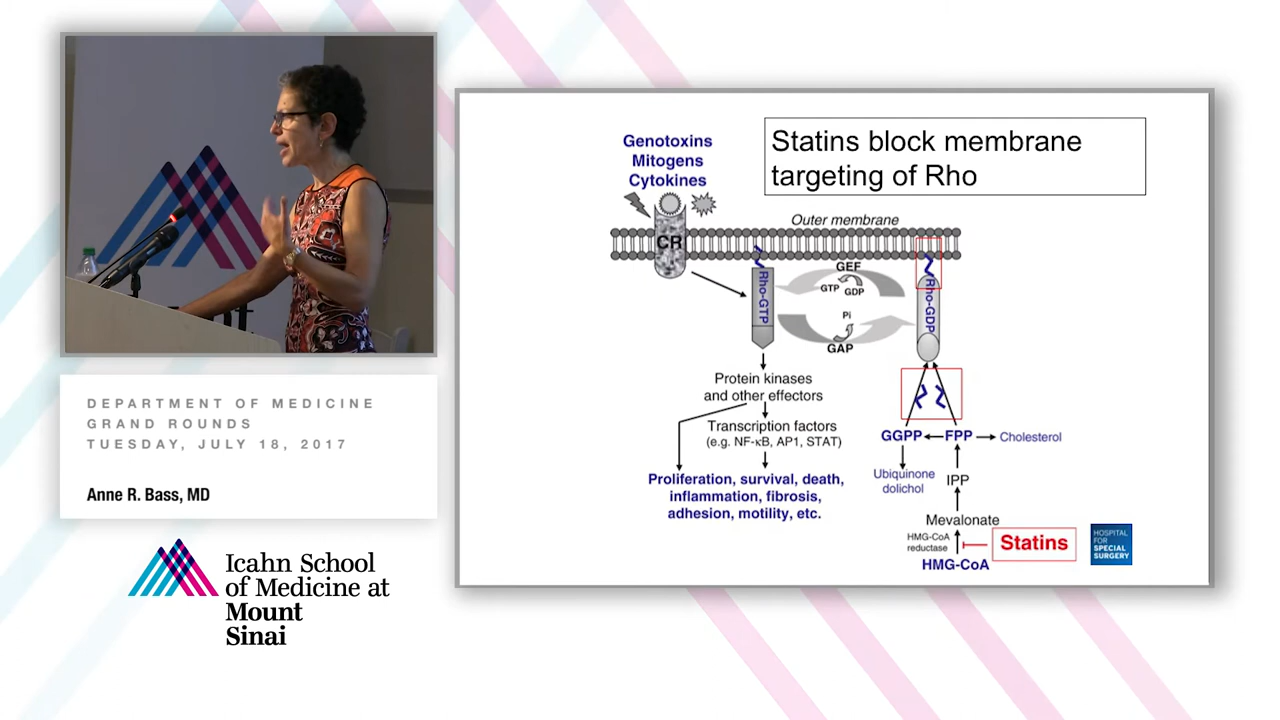 DEPARTMENT OF MEDICINE
GRAND ROUNDS
TUESDAY, JULY 18, 2017
Anne R. Bass, MD
Icahn School
of Medicine at
Mount
Sinai
Statins block membrane
targeting of Rho
Genotoxins
Mitogens
Cytokines
Outer membrane
CR
Rho-GTP
GEF
GTP
GDP
Pi
GAP
Rho-GDP
Protein kinases
and other effectors
Transcription factors
(e.g. NF-κB, AP1, STAT)
Proliferation, survival, death,
inflammation, fibrosis,
adhesion, motility, etc.
GGPP
FPP
Cholesterol
Ubiquinone
dolichol
IPP
Mevalonate
HMG-CoA
reductase
Statins
HMG-CoA
HOSPITAL
FOR
SPECIAL
SURGERY